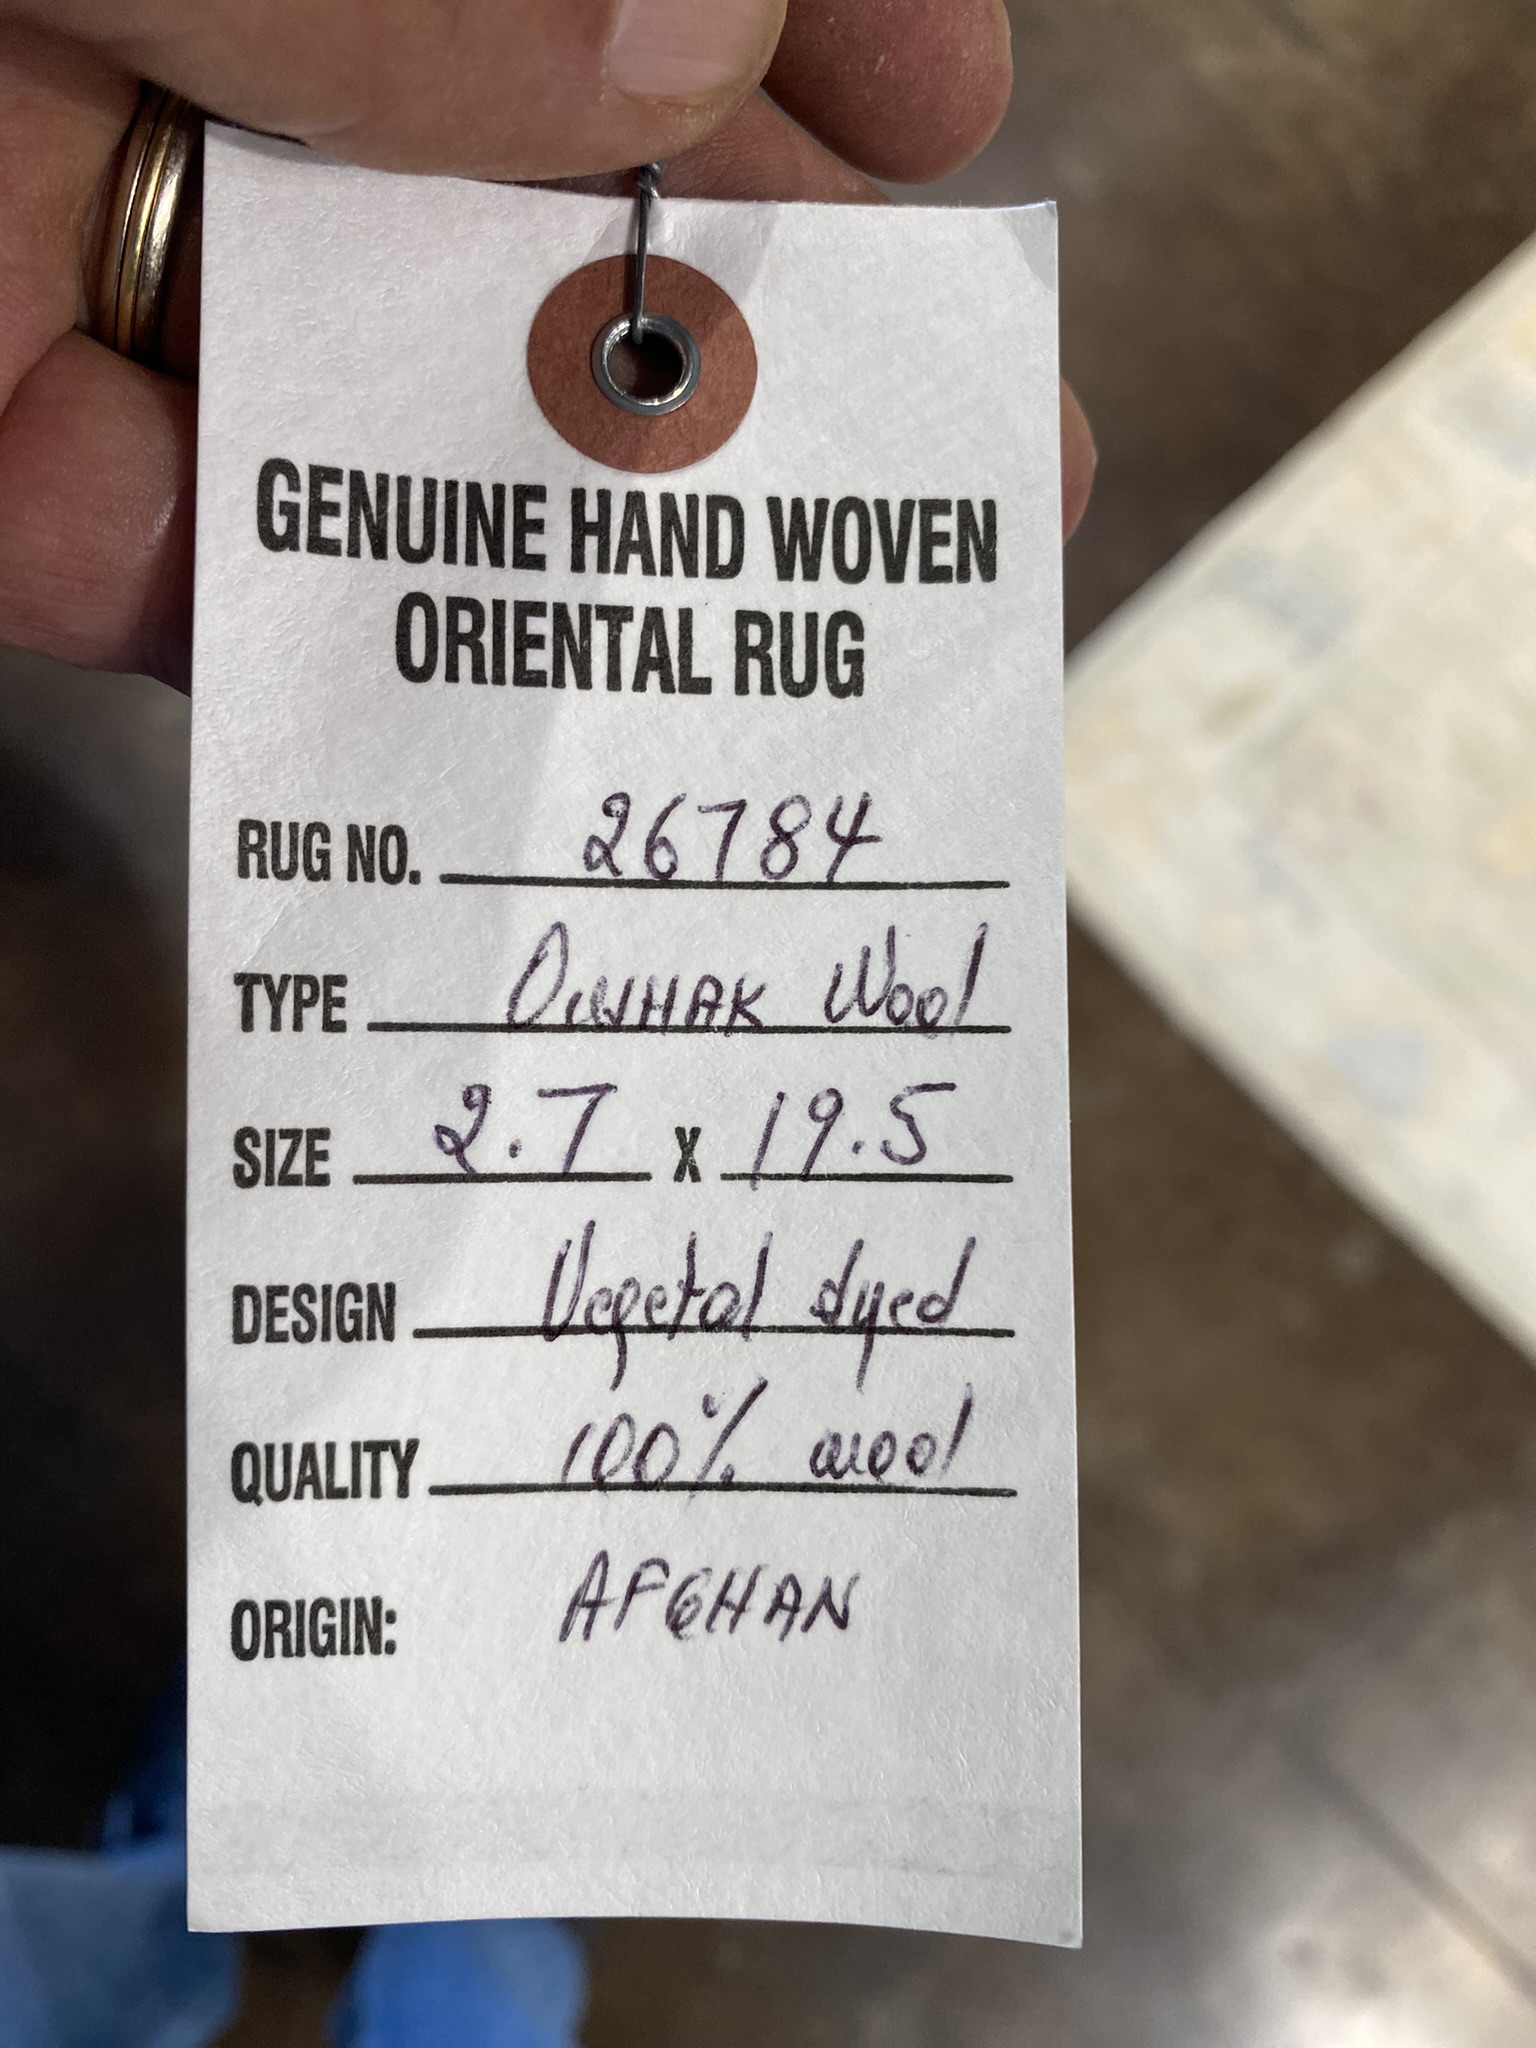 GENUINE HAND WOVEN
ORIENTAL RUG
RUG NO. 26784
TYPE Wool
SIZE 2.7 X 19.5
DESIGN Vegetal dyed
QUALITY 100% wool
ORIGIN: AFGHAN